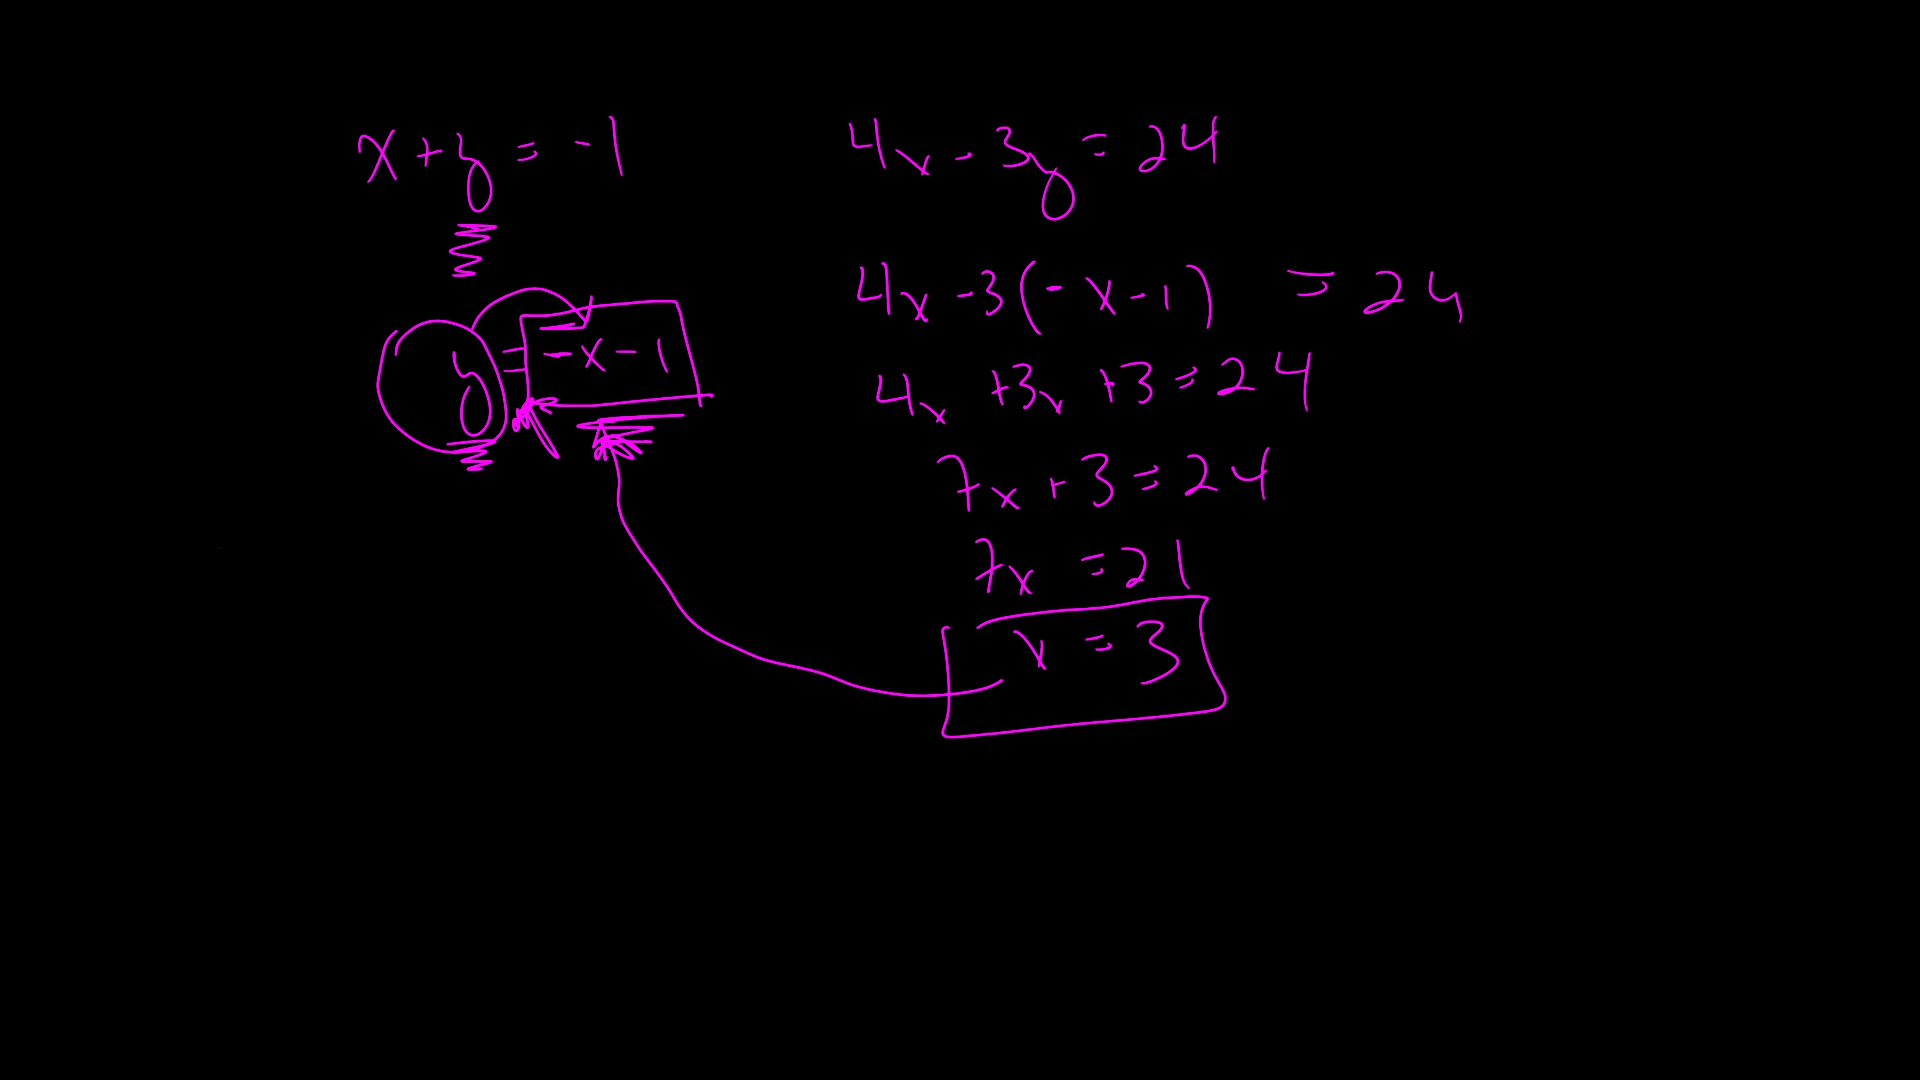 x + y = -1
y = -x - 1
4x - 3y = 24
4x - 3(-x - 1) = 24
4x + 3x + 3 = 24
7x + 3 = 24
7x = 21
x = 3